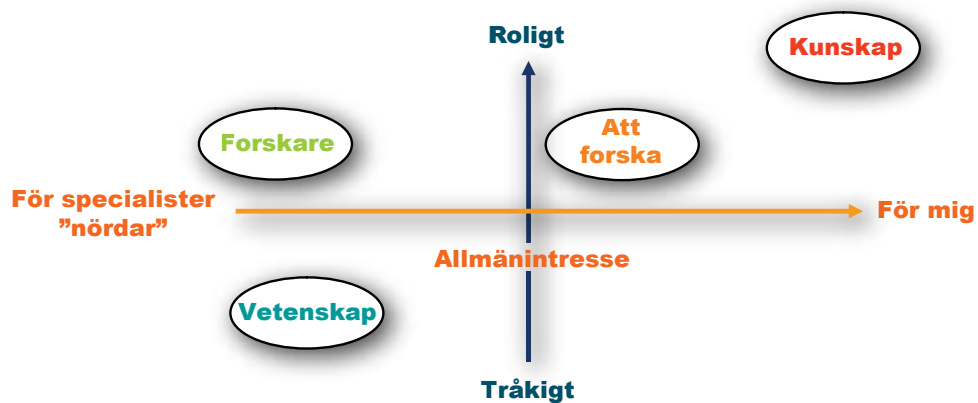 Roligt
Kunskap
Forskare
Att
forska
För specialister
”nördar”
För mig
Allmänintresse
Vetenskap
Tråkigt